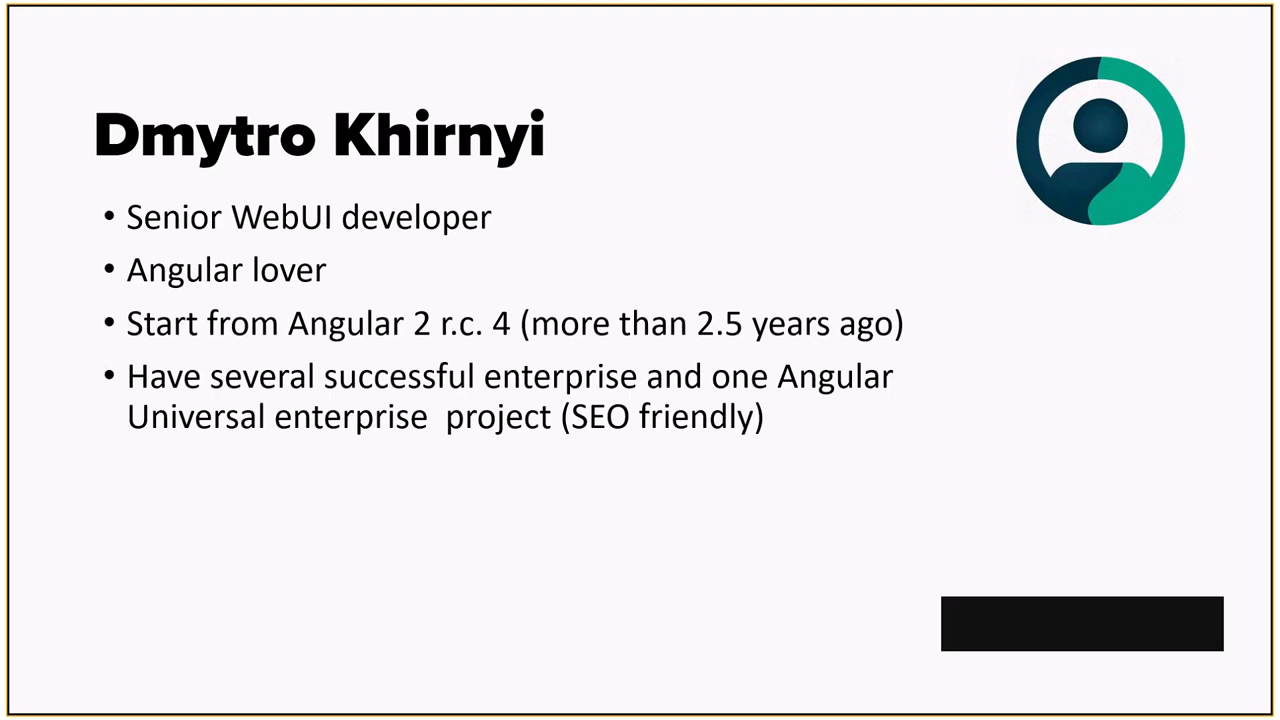 Dmytro Khirnyi
• Senior WebUI developer
• Angular lover
• Start from Angular 2 r.c. 4 (more than 2.5 years ago)
• Have several successful enterprise and one Angular
Universal enterprise  project (SEO friendly)